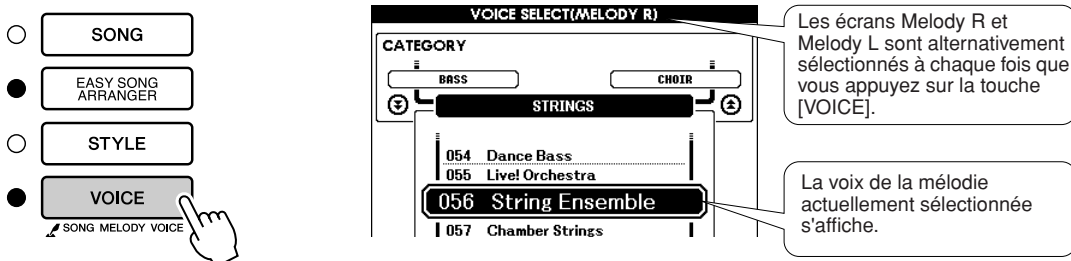 SONG
EASY SONG
ARRANGER
STYLE
VOICE
SONG MELODY VOICE
VOICE SELECT(MELODY R)
CATEGORY
BASS
CHOIR
STRINGS
054 Dance Bass
055 Live! Orchestra
056 String Ensemble
057 Chamber Strings
Les écrans Melody R et
Melody L sont alternativement
sélectionnés à chaque fois que
vous appuyez sur la touche
[VOICE].
La voix de la mélodie
actuellement sélectionnée
s'affiche.